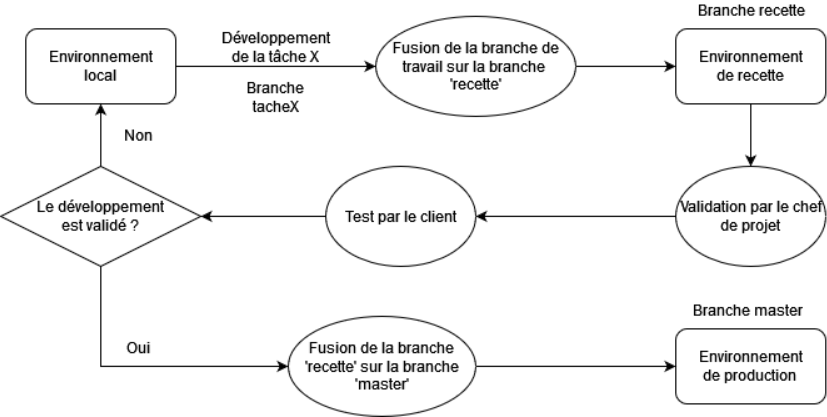 Branche recette
Environnement
local
Développement
de la tâche X
Branche
tacheX
Fusion de la branche de
travail sur la branche
'recette'
Environnement
de recette
Non
Le développement
est validé ?
Test par le client
Validation par le chef
de projet
Branche master
Oui
Fusion de la branche
'recette' sur la branche
'master'
Environnement
de production